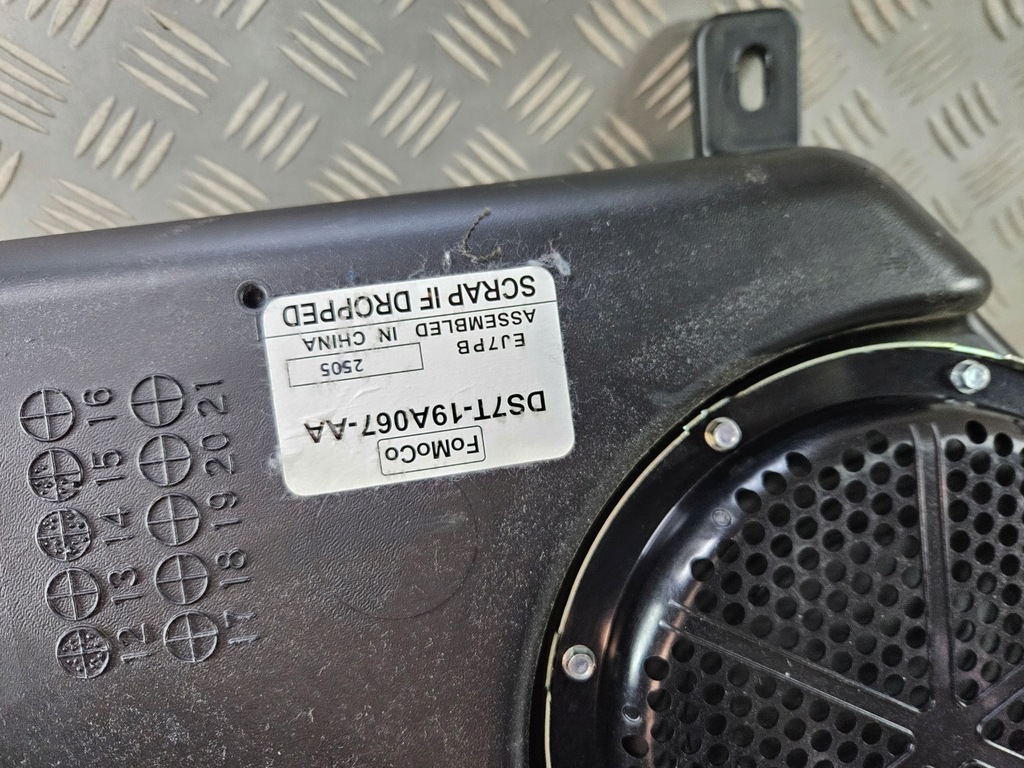 FoMoCo
DS7T-19A067-AA
2505
EJ7PB
ASSEMBLED IN CHINA
SCRAP IF DROPPED
12
13
14
15
16
17
18
19
20
21